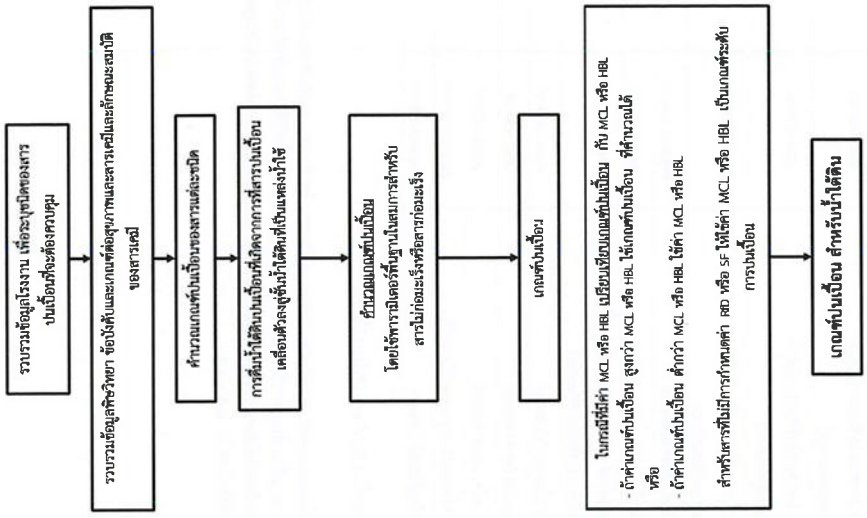 รวบรวมข้อมูลโรงงาน เพื่อระบุชนิดของสาร
ปนเปื้อนที่จะต้องควบคุม
รวบรวมข้อมูลพิษวิทยา ข้อบังคับและเกณฑ์ต่อสุขภาพและสารเคมีและลักษณะสมบัติ
ของสารเคมี
คำนวณเกณฑ์ปนเปื้อนของสารแต่ละชนิด
การดื่มน้ำใต้ดินปนเปื้อนที่เกิดจากการที่สารปนเปื้อน
เคลื่อนตัวลงสู่ชั้นน้ำใต้ดินที่เป็นแหล่งน้ำใช้
คำนวณเกณฑ์ปนเปื้อน
โดยใช้พารามิเตอร์พื้นฐานในสมการสำหรับ
สารไม่ก่อมะเร็งหรือสารก่อมะเร็ง
เกณฑ์ปนเปื้อน
ในกรณีที่มีค่า MCL หรือ HBL เปรียบเทียบเกณฑ์ปนเปื้อน กับ MCL หรือ HBL
- ถ้าค่าเกณฑ์ปนเปื้อน สูงกว่า MCL หรือ HBL ใช้เกณฑ์ปนเปื้อน ที่คำนวณได้
หรือ
- ถ้าค่าเกณฑ์ปนเปื้อน ต่ำกว่า MCL หรือ HBL ใช้ค่า MCL หรือ HBL
สำหรับสารที่ไม่มีการกำหนดค่า RfD หรือ SF ให้ใช้ค่า MCL หรือ HBL เป็นเกณฑ์ระดับ
การปนเปื้อน
เกณฑ์ปนเปื้อน สำหรับน้ำใต้ดิน